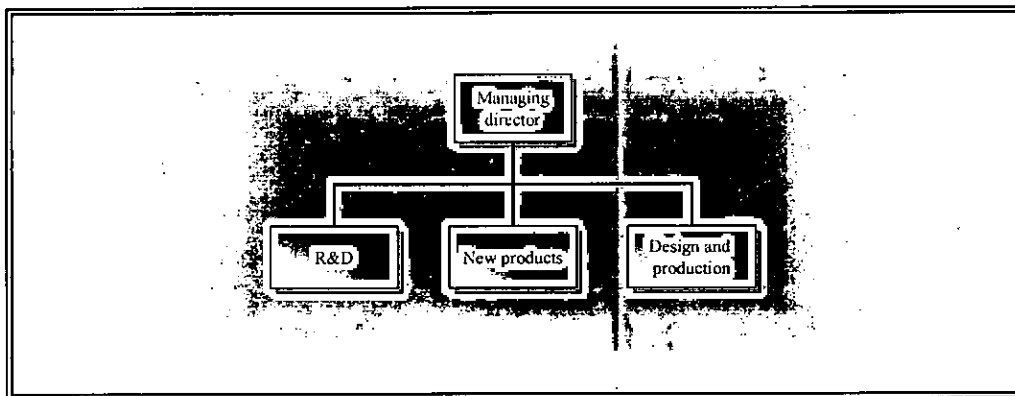 Managing
director
R&D
New products
Design and
production